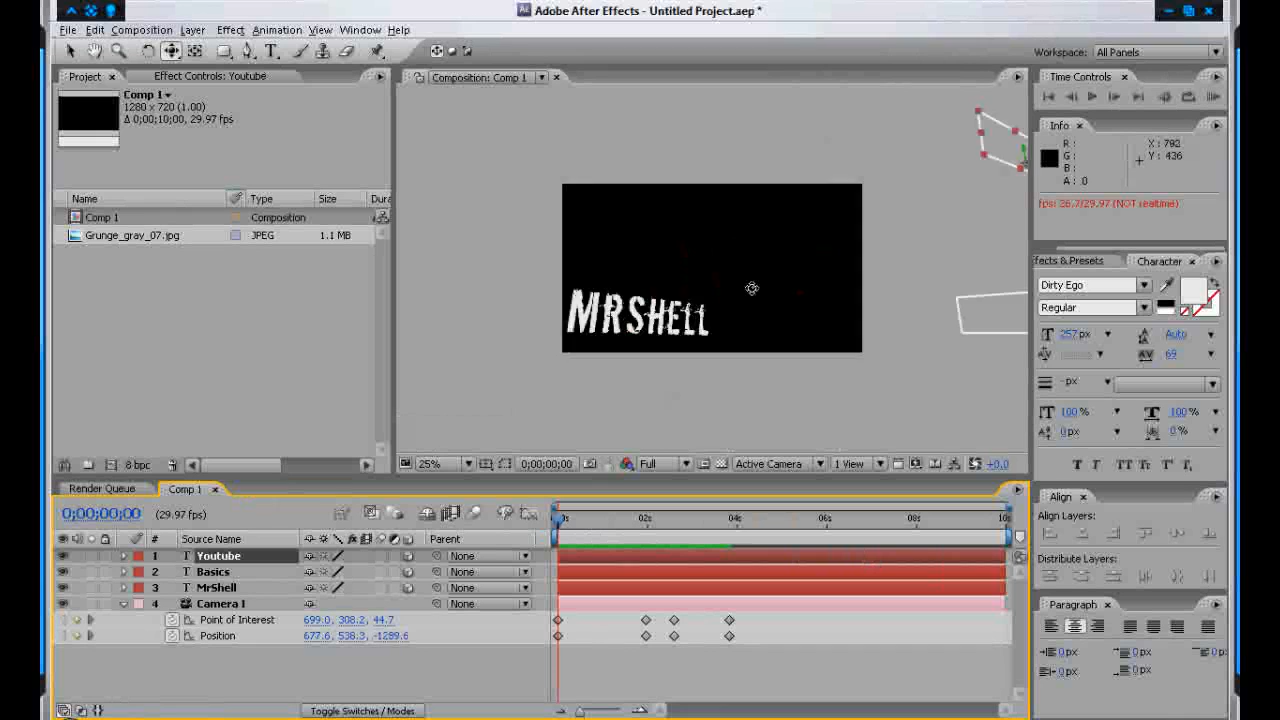 Adobe After Effects - Untitled Project.aep *
File Edit Composition Layer Effect Animation View Window Help
Workspace: All Panels
Project Effect Controls: Youtube
Composition: Comp 1
Time Controls
Comp 1
1280 x 720 (1.00)
Δ 0;00;10;00, 29.97 fps
Info
R :
G :
B :
A : 0
X : 792
Y : 436
fps: 26.7/29.97 (NOT realtime)
Name Type Size Dura
Comp 1 Composition
Grunge_gray_07.jpg JPEG 1.1 MB
MRSHELL
ffects & Presets Character
Dirty Ego
Regular
257 px Auto
69
- px
100 % 100 %
0 px 0 %
T T TT Tr T' T,
8 bpc
25% 0;00;00;00 Full Active Camera 1 View +0.0
Render Queue Comp 1
0;00;00;00 (29.97 fps)
0s 02s 04s 06s 08s 10s
# Source Name Parent
1 T Youtube None
2 T Basics None
3 T MrShell None
4 Camera 1 None
Point of Interest 699.0, 308.2, 44.7
Position 677.6, 538.3, -1289.6
Toggle Switches / Modes
Align
Align Layers:
Distribute Layers:
Paragraph
0 px 0 px 0 px
0 px 0 px